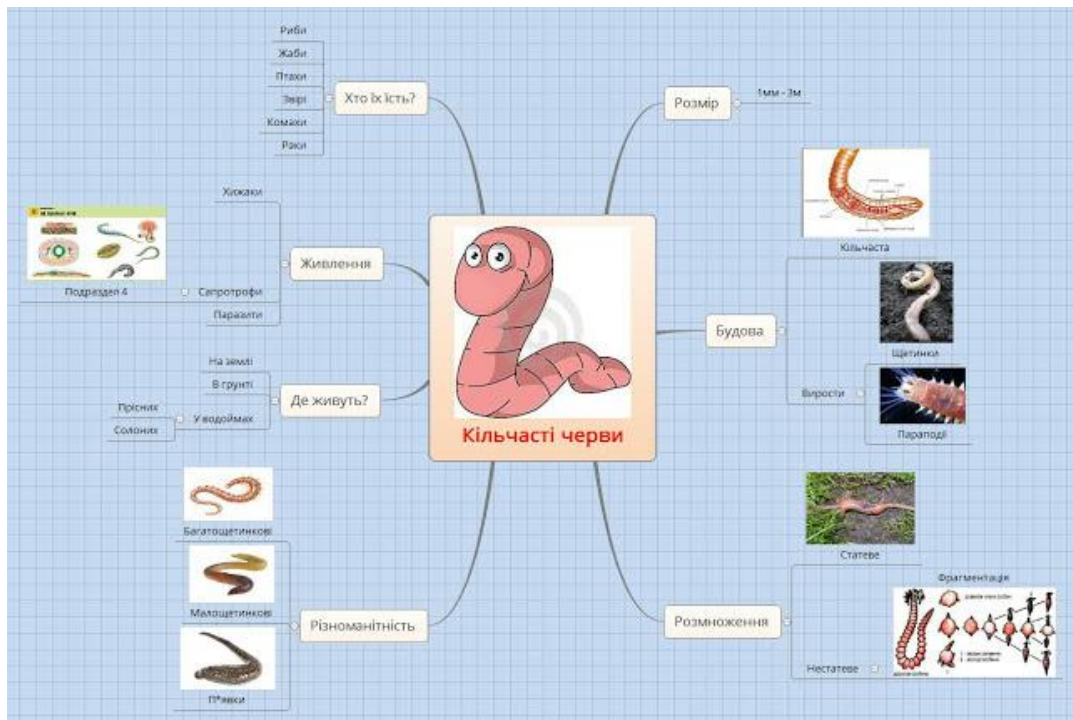 Риби
Жаби
Птахи
Звірі
Комахи
Раки
Хто їх їсть?
Хижаки
Подраздел 4
Сапротрофи
Паразити
Живлення
На землі
В грунті
Прісних
Солоних
У водоймах
Де живуть?
Багатощетинкові
Малощетинкові
П*явки
Різноманітність
Кільчасті черви
Розмір
1мм - 3м
Будова
Кільчаста
Щетинки
Вирости
Параподії
Розмноження
Статеве
Фрагментація
Нестатеве